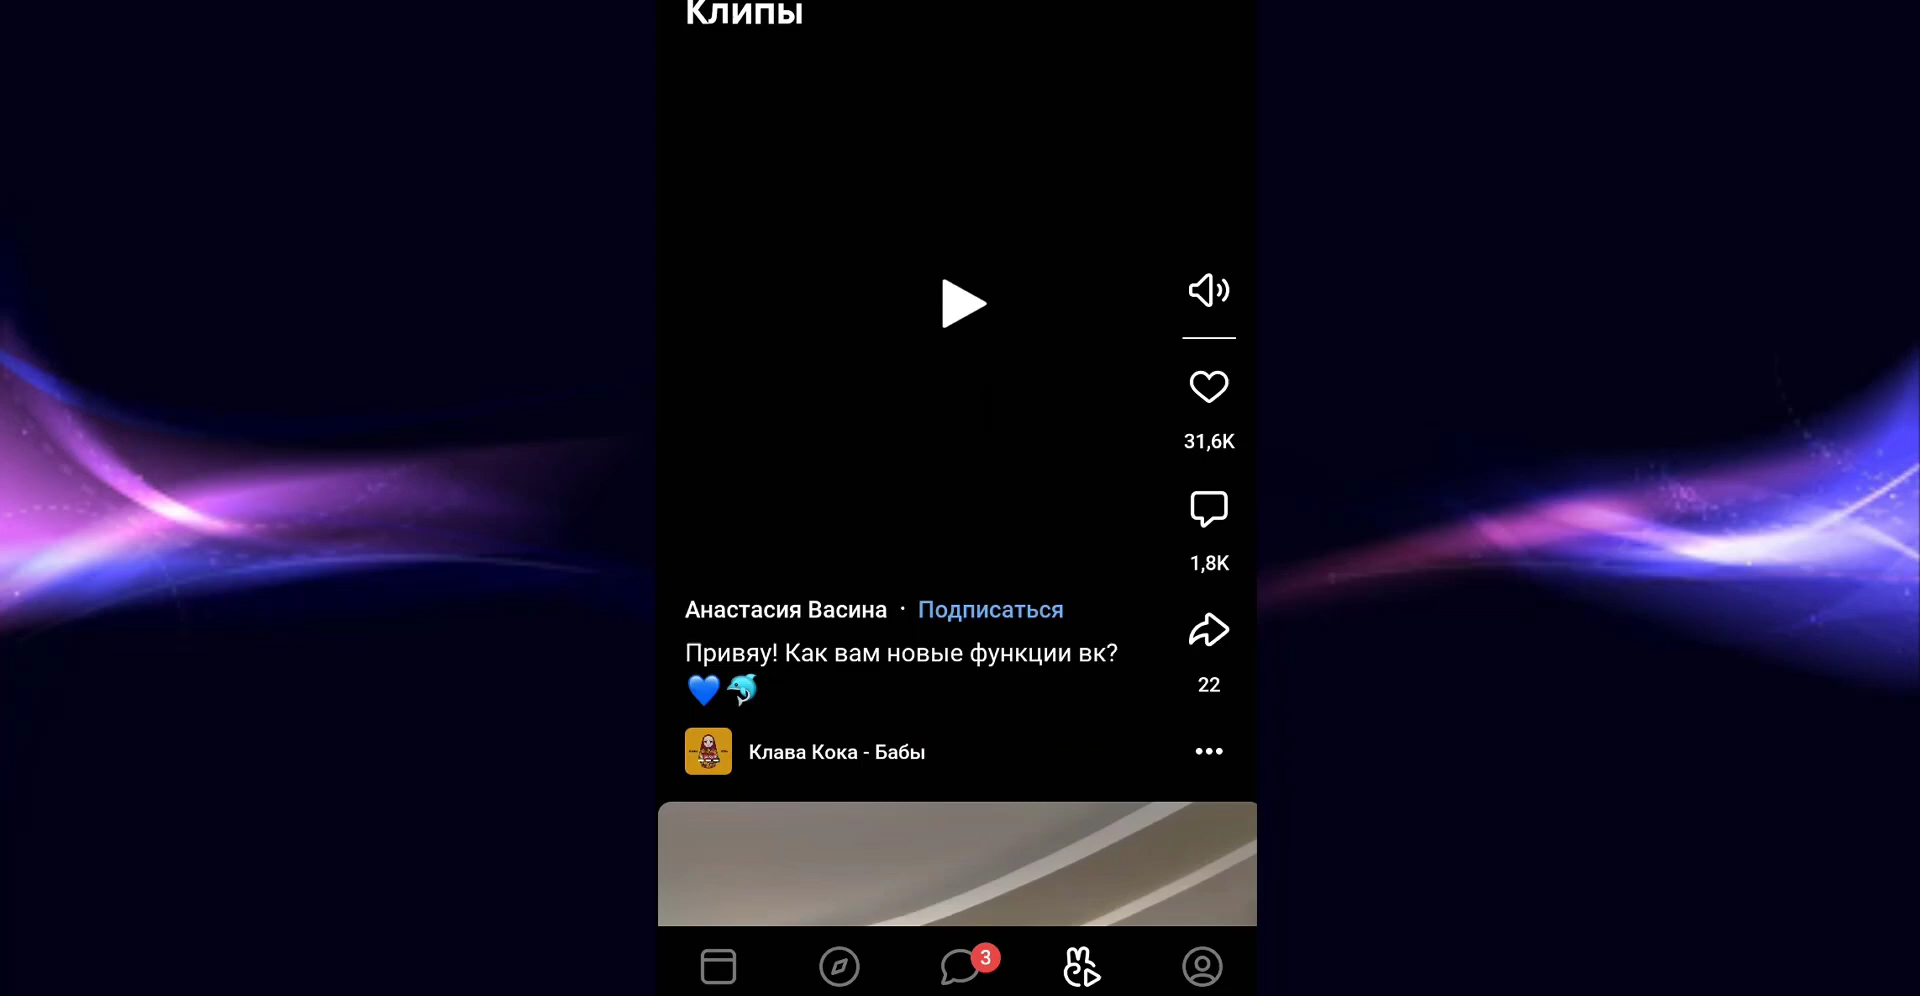 Клипы
31,6K
1,8K
Анастасия Васина · Подписаться
Привяу! Как вам новые функции вк?
💙🐬
22
Клава Кока - Бабы
3